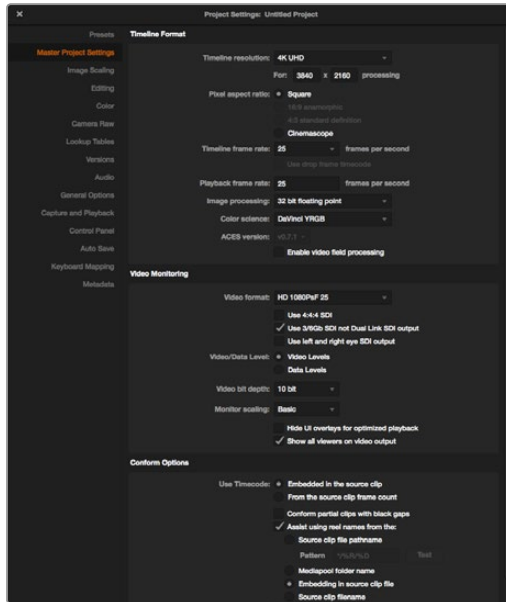 Project Settings: Untitled Project
Presets
Master Project Settings
Image Scaling
Editing
Color
Camera Raw
Lookup Tables
Versions
Audio
General Options
Capture and Playback
Control Panel
Auto Save
Keyboard Mapping
Metadata
Timeline Format
Timeline resolution: 4K UHD
For: 3840 x 2160 processing
Pixel aspect ratio: Square
16:9 anamorphic
4:3 standard definition
Cinemascope
Timeline frame rate: 25 frames per second
Use drop frame timecode
Playback frame rate: 25 frames per second
Image processing: 32 bit floating point
Color science: DaVinci YRGB
ACES version: v0.7.1
Enable video field processing
Video Monitoring
Video format: HD 1080PsF 25
Use 4:4:4 SDI
Use 3/6Gb SDI not Dual Link SDI output
Use left and right eye SDI output
Video/Data Level: Video Levels
Data Levels
Video bit depth: 10 bit
Monitor scaling: Basic
Hide UI overlays for optimized playback
Show all viewers on video output
Conform Options
Use Timecode: Embedded in the source clip
From the source clip frame count
Conform partial clips with black gaps
Assist using reel names from the:
Source clip file pathname
Pattern Test
Mediapool folder name
Embedding in source clip file
Source clip filename